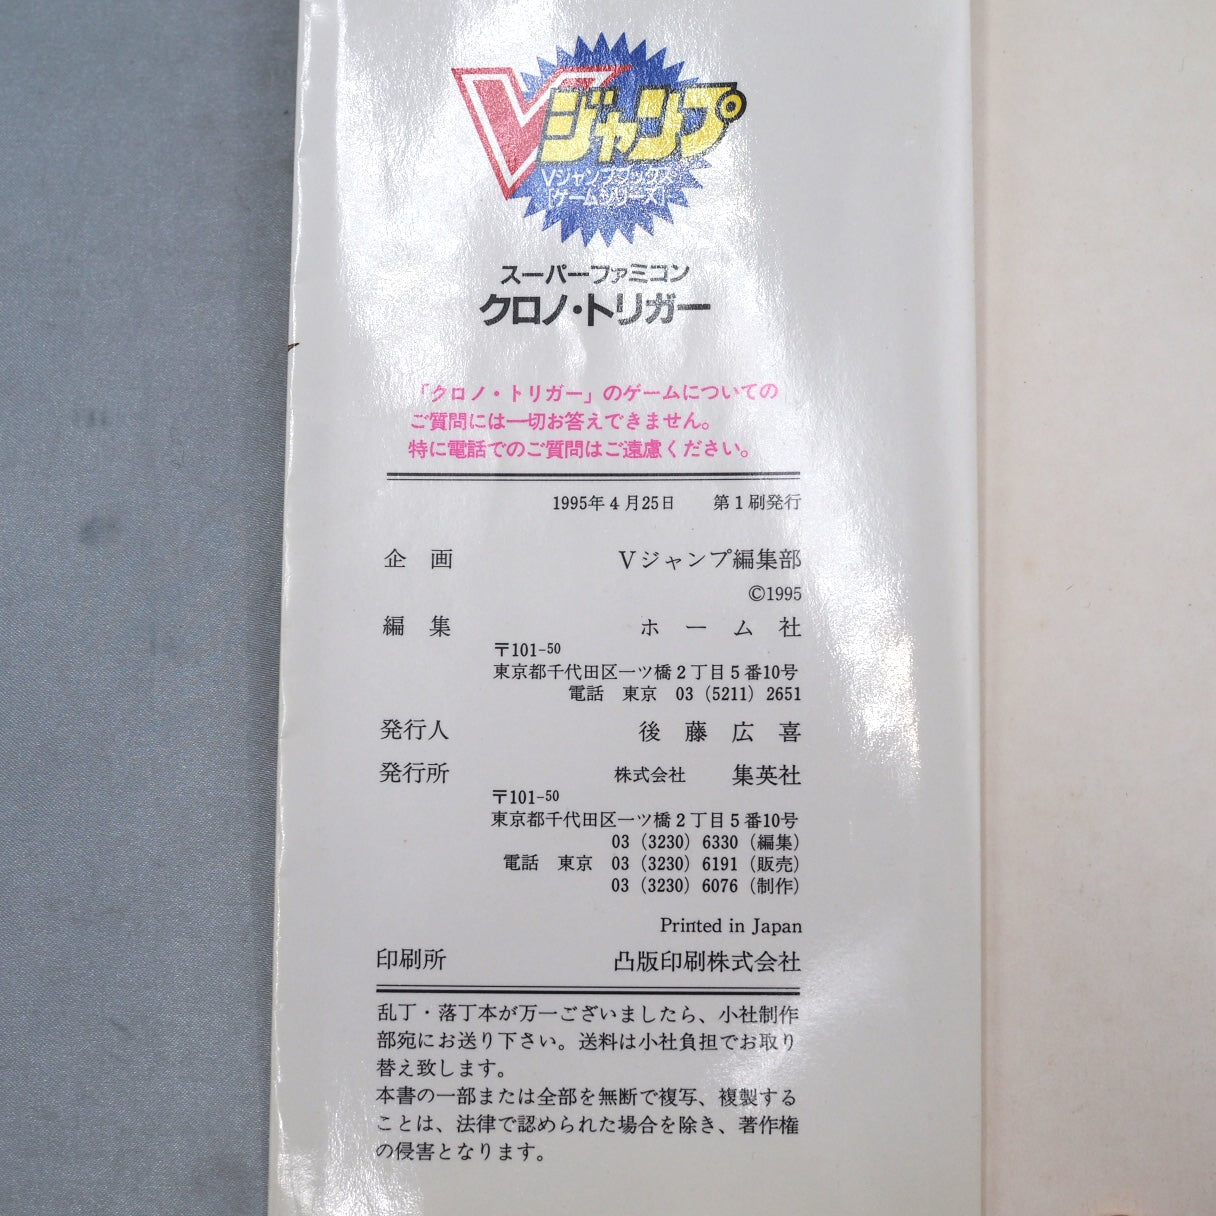 Vジャンプ
Vジャンプブックス
[ゲームシリーズ]
スーパーファミコン
クロノ・トリガー
「クロノ・トリガー」のゲームについての
ご質問には一切お答えできません。
特に電話でのご質問はご遠慮ください。
1995年4月25日　第1刷発行
企　画　Vジャンプ編集部
©1995
編　集　ホーム社
〒101-50
東京都千代田区一ツ橋2丁目5番10号
電話　東京　03（5211）2651
発行人　後藤広喜
発行所　株式会社　集英社
〒101-50
東京都千代田区一ツ橋2丁目5番10号
03（3230）6330（編集）
電話　東京　03（3230）6191（販売）
03（3230）6076（制作）
Printed in Japan
印刷所　凸版印刷株式会社
乱丁・落丁本が万一ございましたら、小社制作
部宛にお送り下さい。送料は小社負担でお取り
替え致します。
本書の一部または全部を無断で複写、複製する
ことは、法律で認められた場合を除き、著作権
の侵害となります。